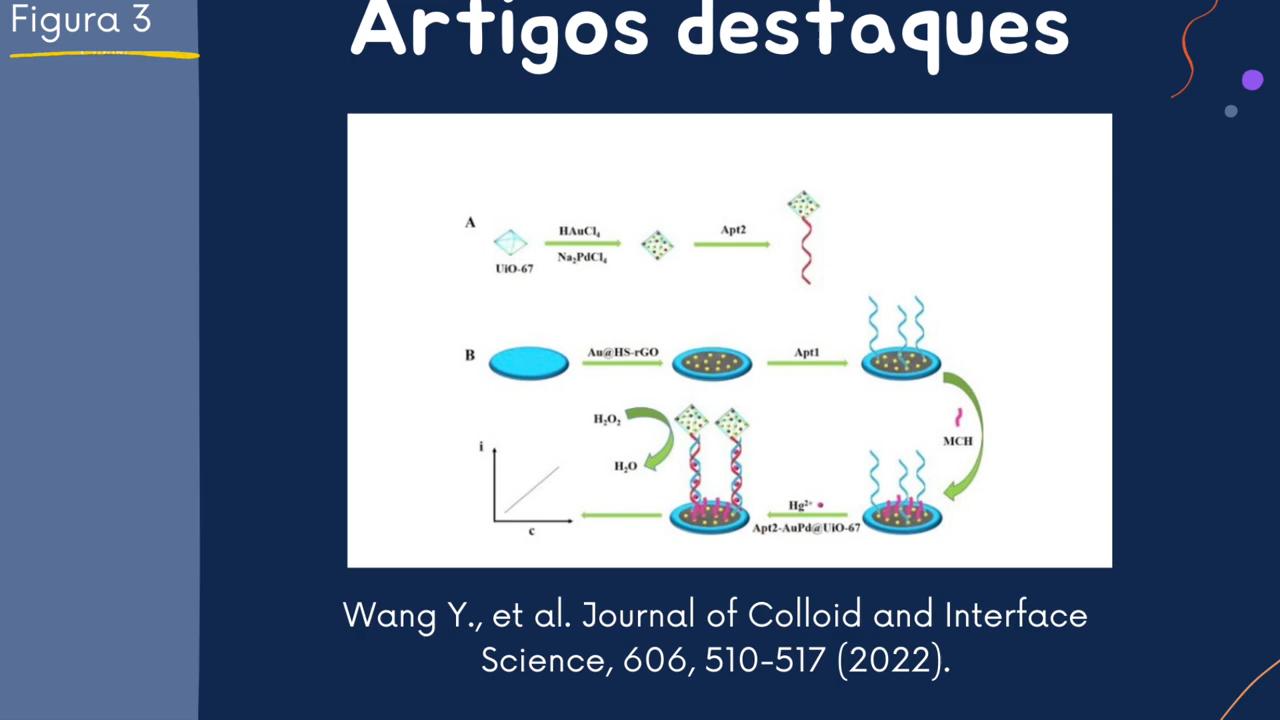 Figura 3
Artigos destaques
A
HAuCl₄
Apt2
UiO-67
Na₂PdCl₄
B
Au@HS-rGO
Apt1
H₂O₂
MCH
i
H₂O
Hg²⁺
Apt2-AuPd@UiO-67
c
Wang Y., et al. Journal of Colloid and Interface
Science, 606, 510-517 (2022).